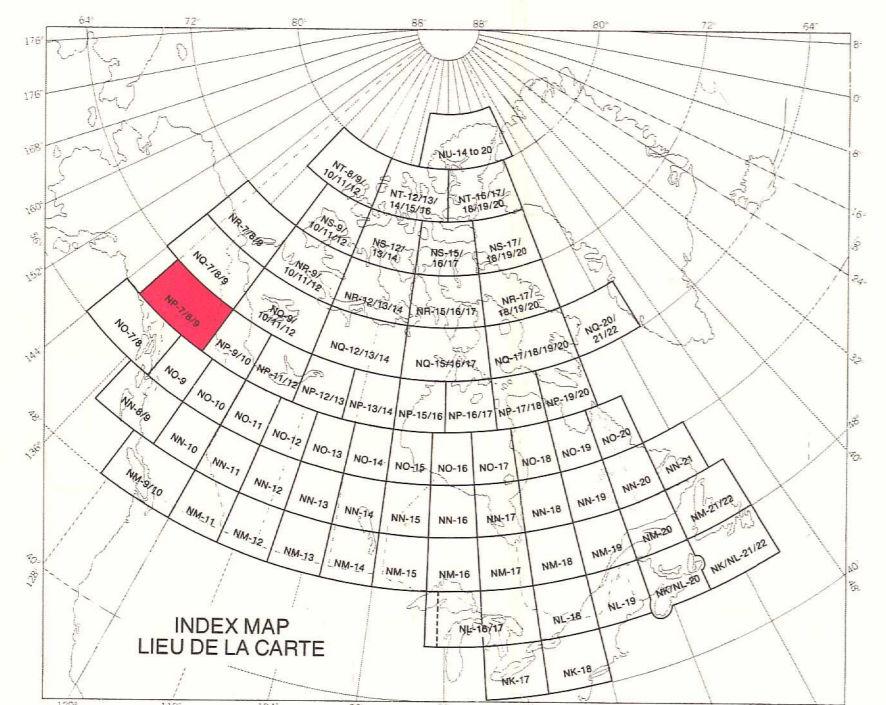 64° 72° 80° 88° 88° 80° 72° 64°
176°
176°
168°
160°
152°
144°
136°
128°
8°
0°
8°
16°
24°
32°
40°
48°
NU-14 to 20
NT-8/9/
10/11/12
NT-12/13/
14/15/16
NT-16/17/
18/19/20
NS-9/
10/11/12
NS-12/
13/14
NS-15/
16/17
NS-17/
18/19/20
NR-7/8/9
NR-9/
10/11/12
NR-12/13/14
NR-15/16/17
NR-17/
18/19/20
NQ-7/8/9
NQ-9/
10/11/12
NQ-12/13/14
NQ-15/16/17
NQ-17/18/19/20
NQ-20/
21/22
NP-7/8/9
NP-9/10
NP-11/12
NP-12/13
NP-13/14
NP-15/16
NP-16/17
NP-17/18
NP-19/20
NO-7/8
NO-9
NO-10
NO-11
NO-12
NO-13
NO-14
NO-15
NO-16
NO-17
NO-18
NO-19
NO-20
NN-8/9
NN-10
NN-11
NN-12
NN-13
NN-14
NN-15
NN-16
NN-17
NN-18
NN-19
NN-20
NN-21
NM-9/10
NM-11
NM-12
NM-13
NM-14
NM-15
NM-16
NM-17
NM-18
NM-19
NM-20
NM-21/22
NL-16/17
NL-18
NL-19
NK/NL-20
NK/NL-21/22
NK-17
NK-18
INDEX MAP
LIEU DE LA CARTE